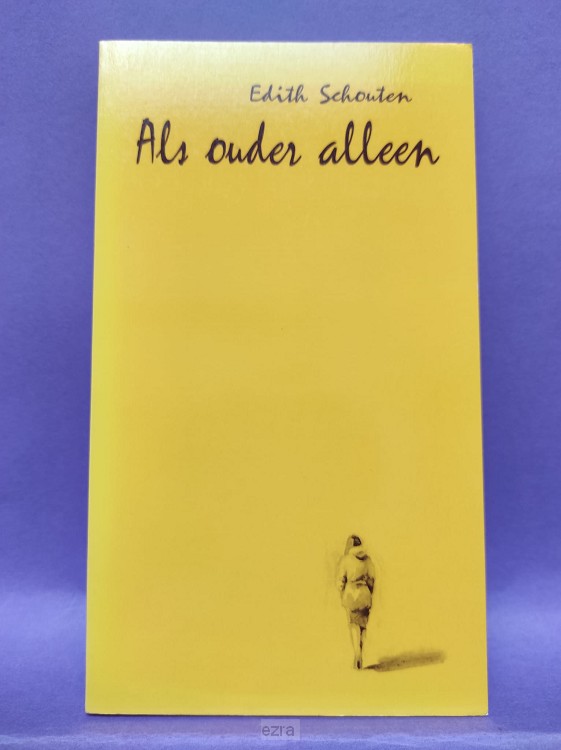 Edith Schouten
Als ouder alleen
ezra